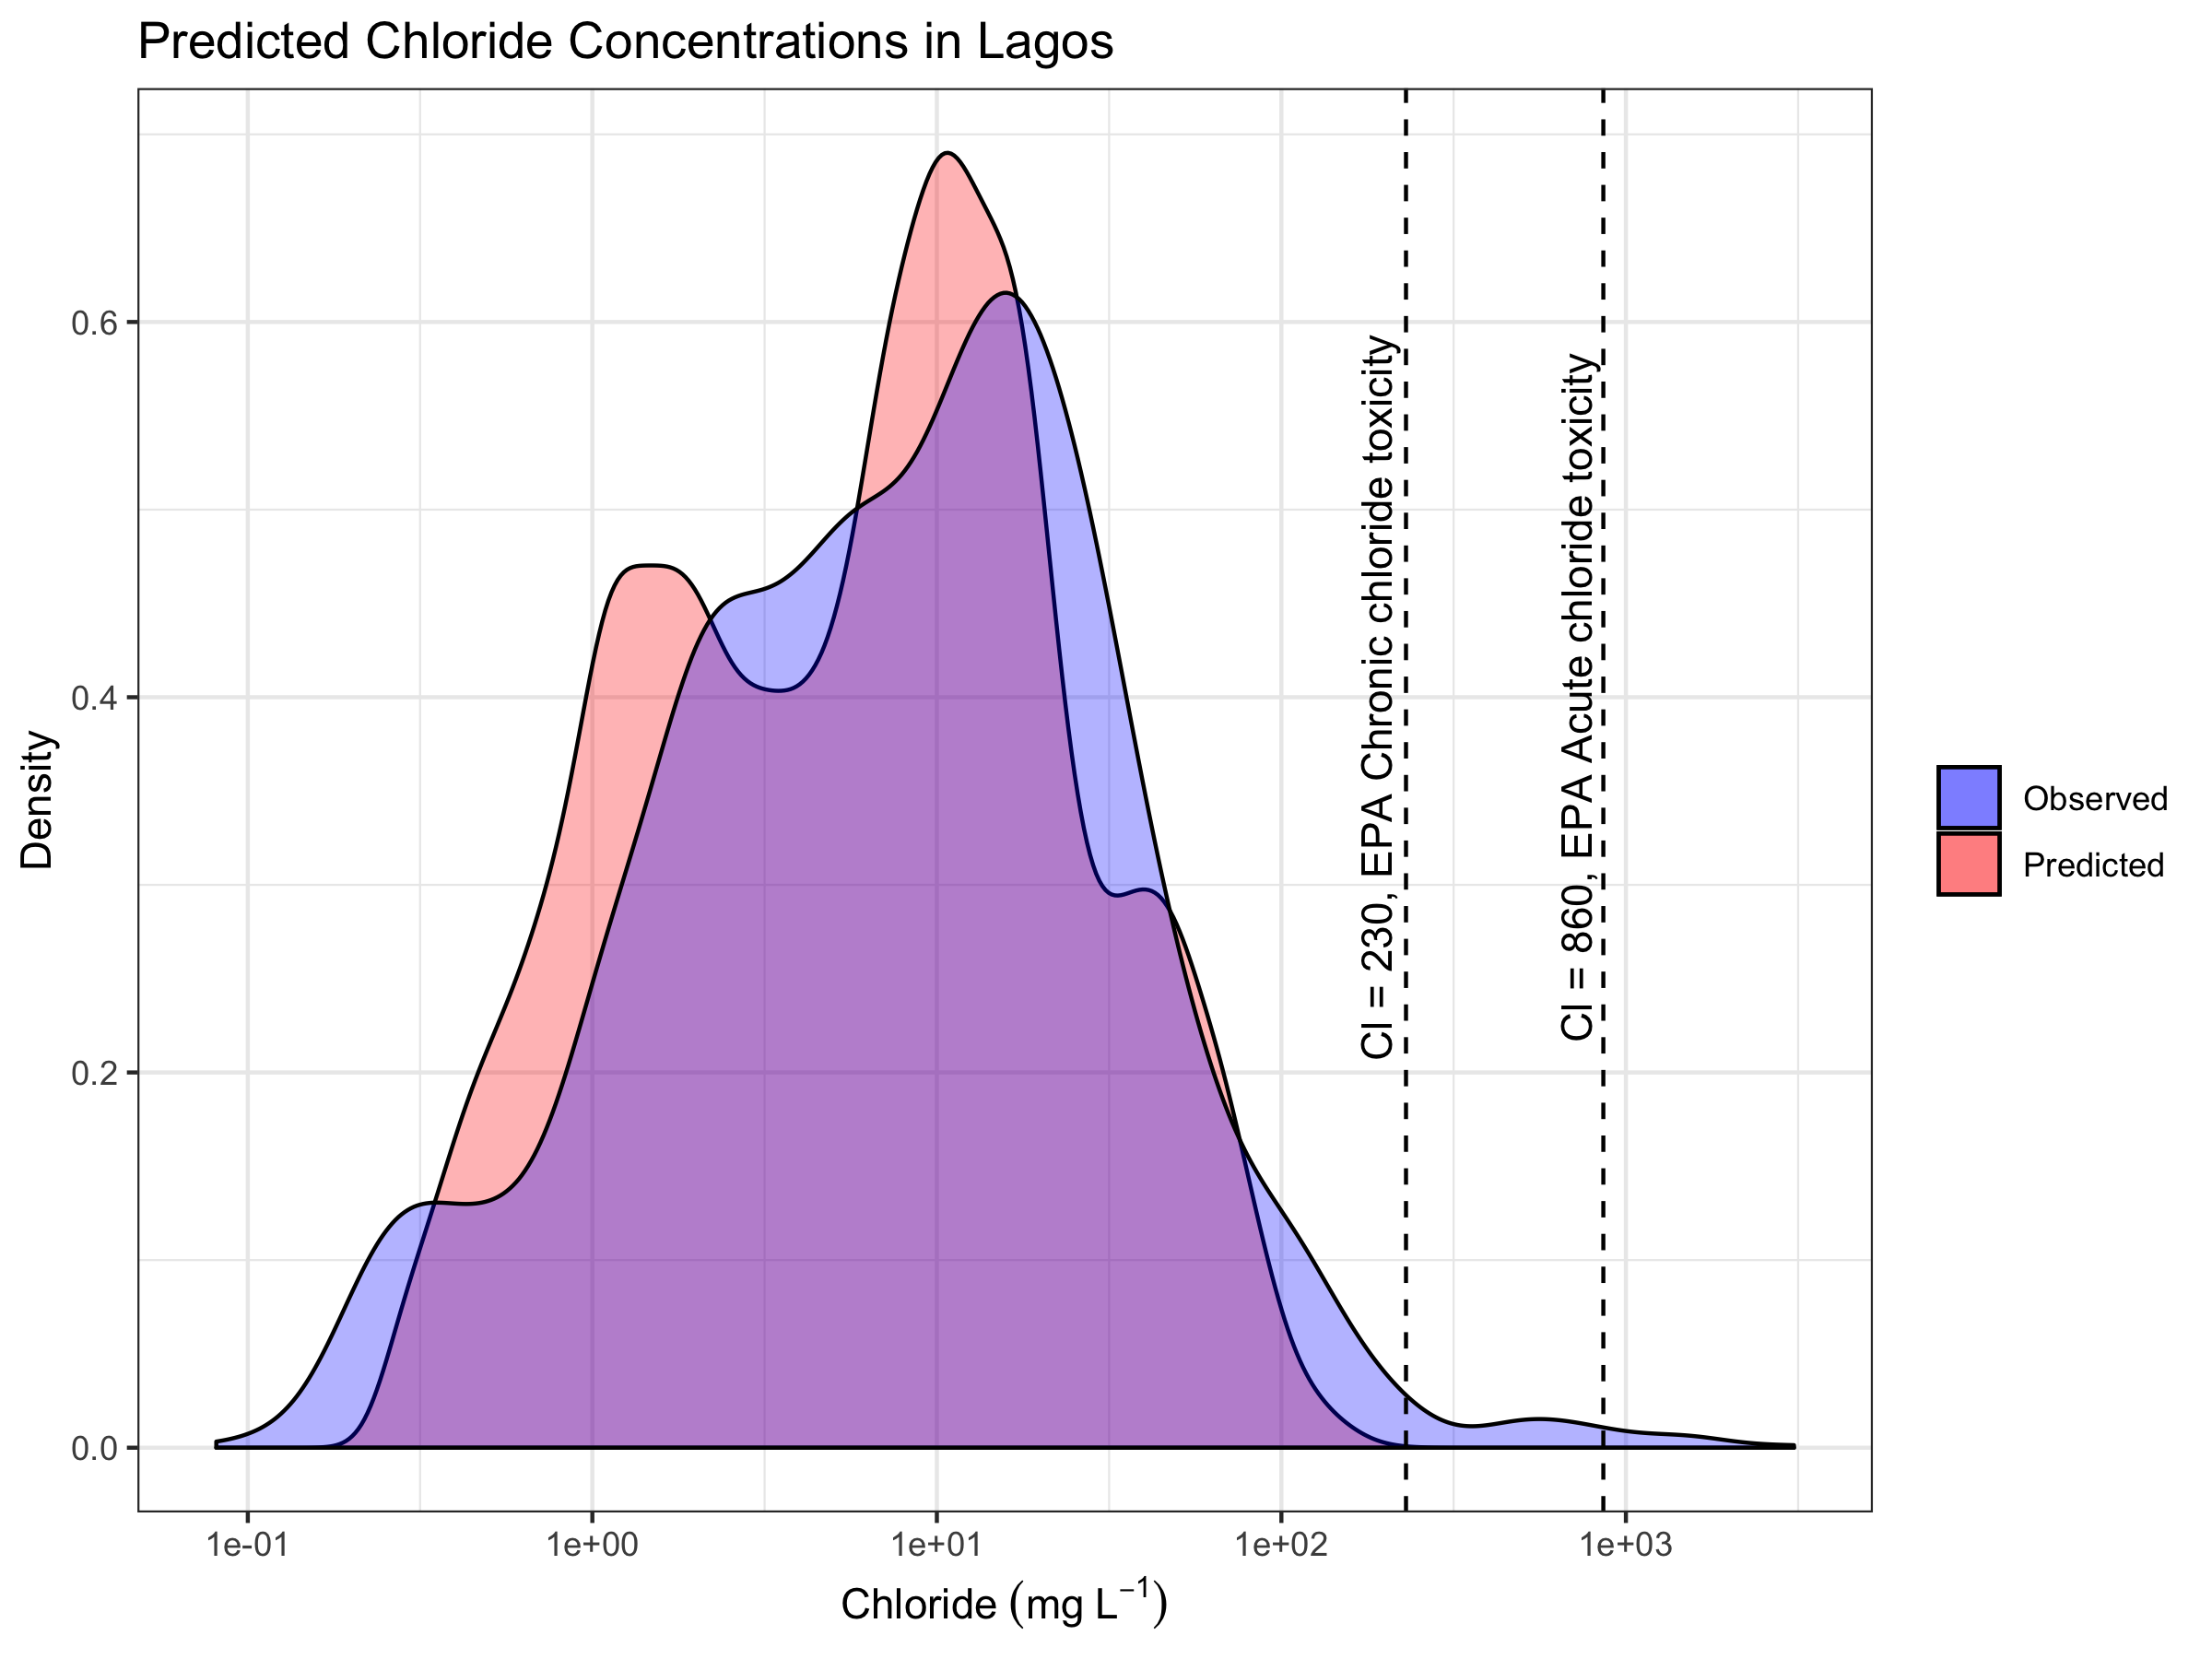 Predicted Chloride Concentrations in Lagos
Density
0.6
0.4
0.2
0.0
Cl = 230, EPA Chronic chloride toxicity
Cl = 860, EPA Acute chloride toxicity
Observed
Predicted
1e-01
1e+00
1e+01
1e+02
1e+03
Chloride (mg L⁻¹)